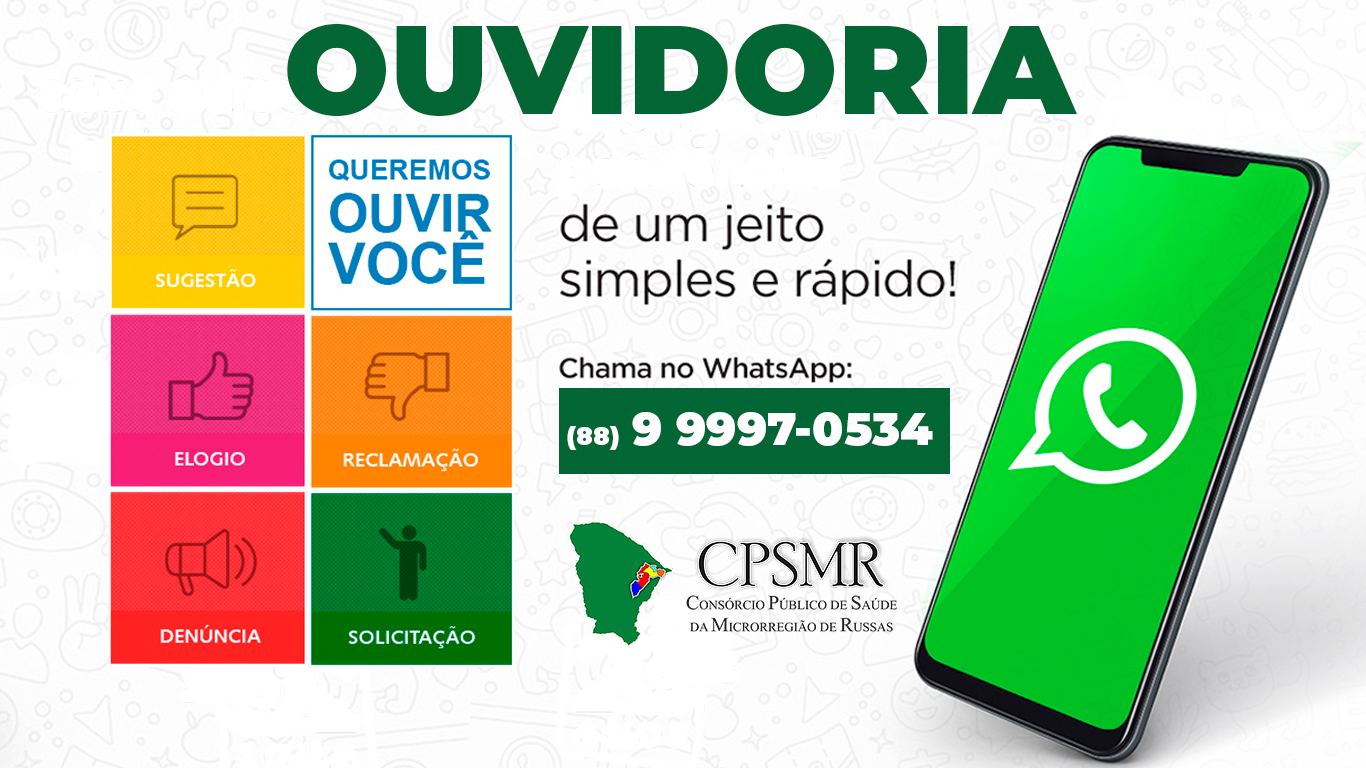 OUVIDORIA
SUGESTÃO
QUEREMOS
OUVIR
VOCÊ
ELOGIO
RECLAMAÇÃO
DENÚNCIA
SOLICITAÇÃO
de um jeito
simples e rápido!
Chama no WhatsApp:
(88) 9 9997-0534
CPSMR
Consórcio Público de Saúde
da Microrregião de Russas